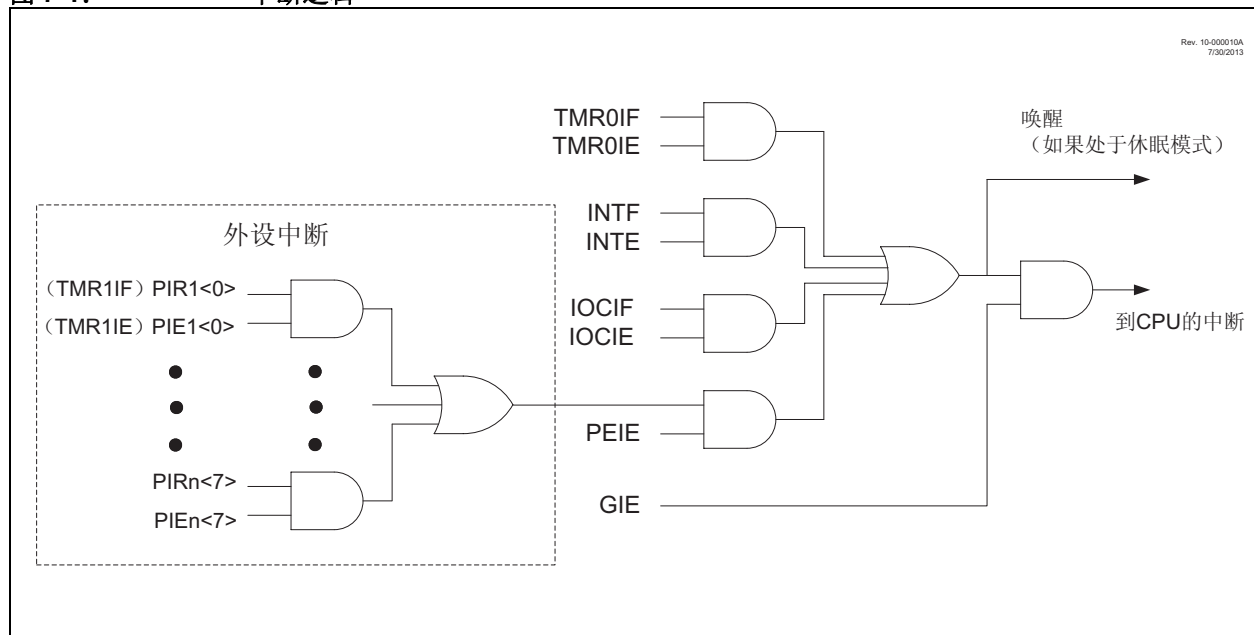 Rev. 10-000010A
7/30/2013
TMR0IF
TMR0IE
唤醒
（如果处于休眠模式）
INTF
INTE
外设中断
（TMR1IF）PIR1<0>
（TMR1IE）PIE1<0>
IOCIF
IOCIE
到CPU的中断
PEIE
PIRn<7>
PIEn<7>
GIE